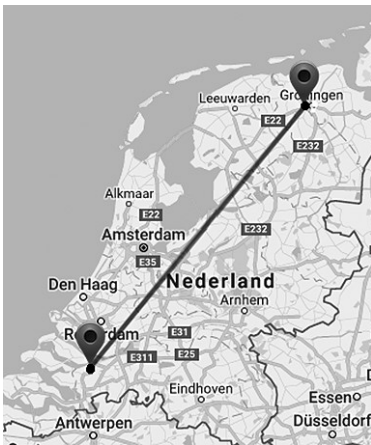 Leeuwarden
Groningen
E22
E232
Alkmaar
E22
E232
Amsterdam
E35
Nederland
Den Haag
Arnhem
Rotterdam
E31
E311
E25
Eindhoven
Essen
Antwerpen
Düsseldorf